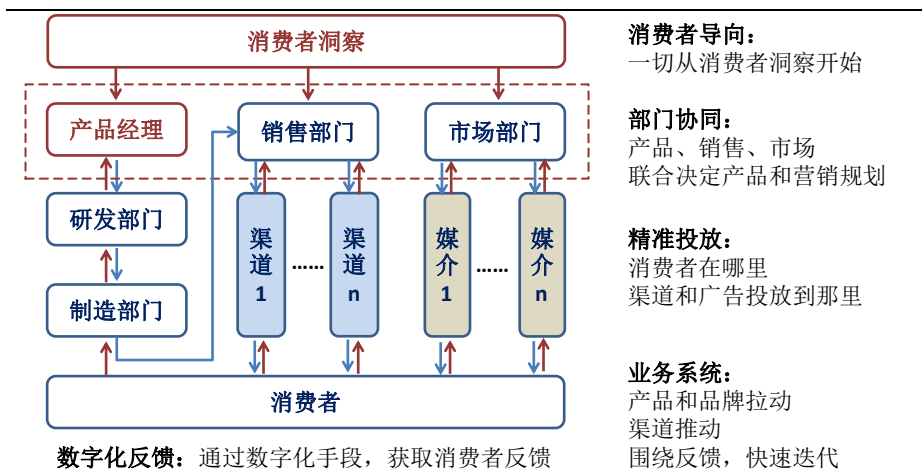 消费者洞察
产品经理
销售部门
市场部门
研发部门
制造部门
渠道1
……
渠道n
媒介1
……
媒介n
消费者
数字化反馈：通过数字化手段，获取消费者反馈
消费者导向：
一切从消费者洞察开始
部门协同：
产品、销售、市场
联合决定产品和营销规划
精准投放：
消费者在哪里
渠道和广告投放到那里
业务系统：
产品和品牌拉动
渠道推动
围绕反馈，快速迭代